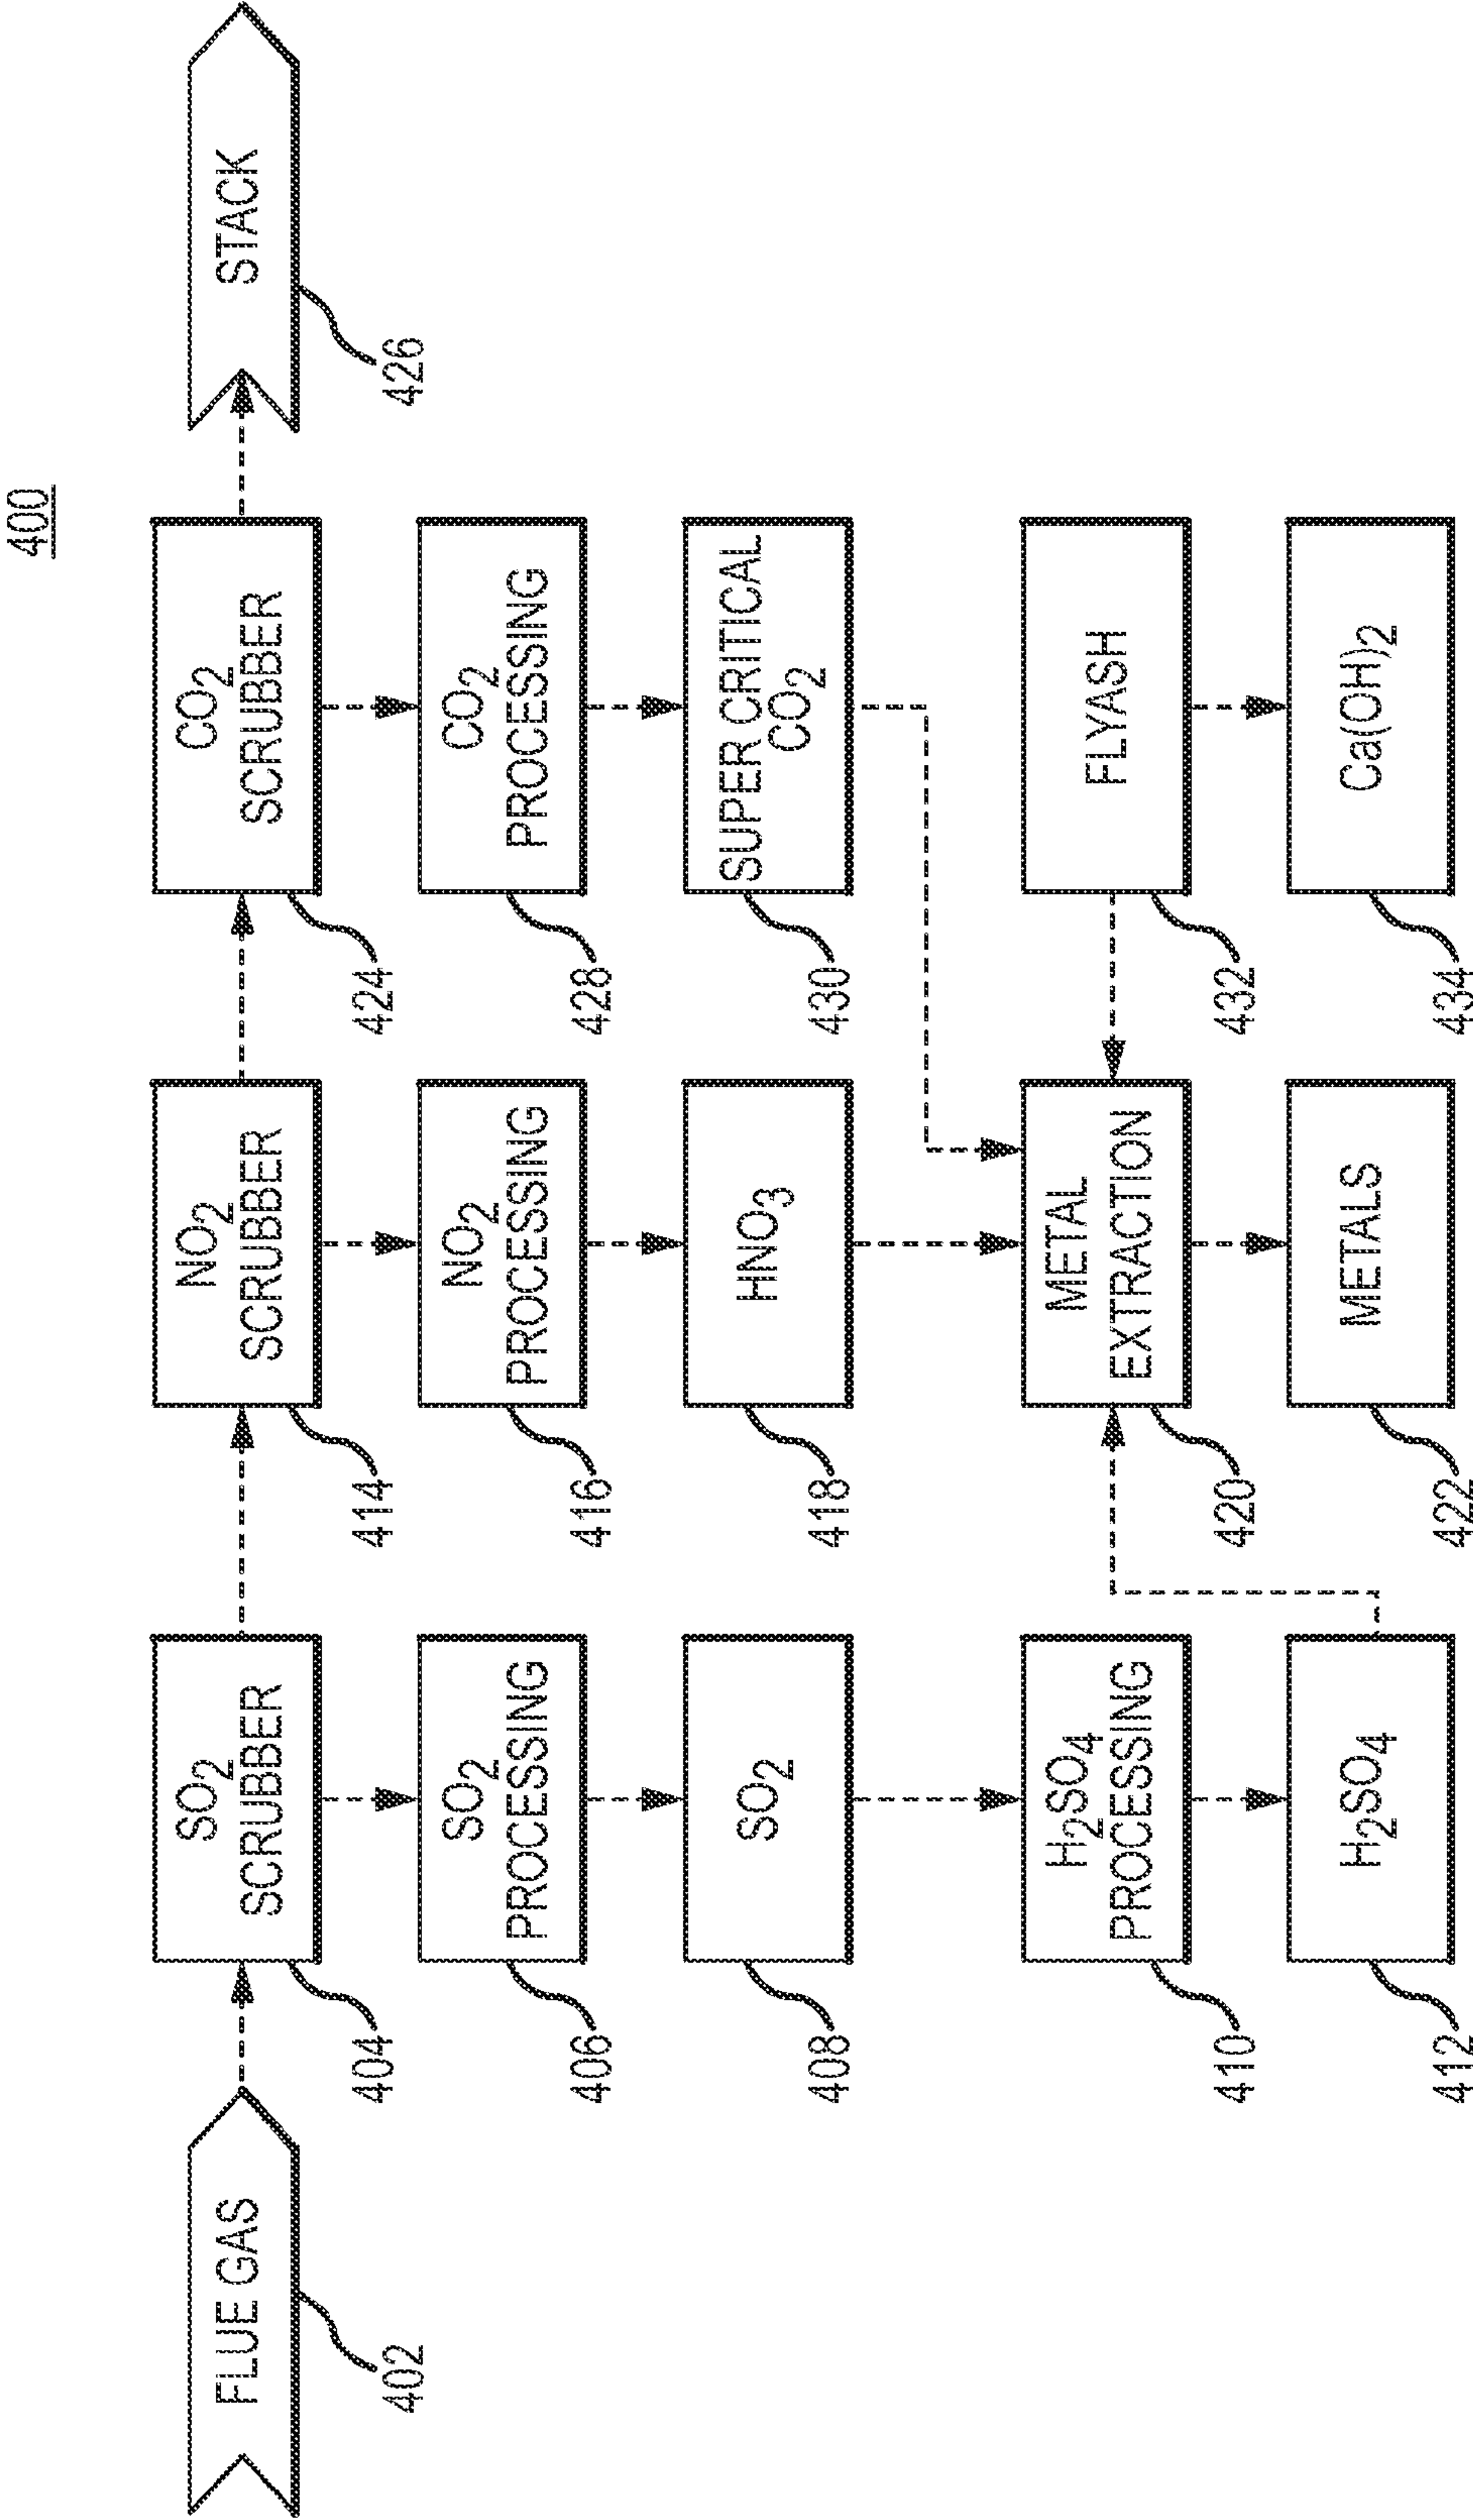 400
FLUE GAS
402
SO2
SCRUBBER
404
NO2
SCRUBBER
414
CO2
SCRUBBER
424
STACK
426
SO2
PROCESSING
406
NO2
PROCESSING
416
CO2
PROCESSING
428
SO2
408
HNO3
418
SUPER CRITICAL
CO2
430
H2SO4
PROCESSING
410
METAL
EXTRACTION
420
FLYASH
432
H2SO4
412
METALS
422
Ca(OH)2
434